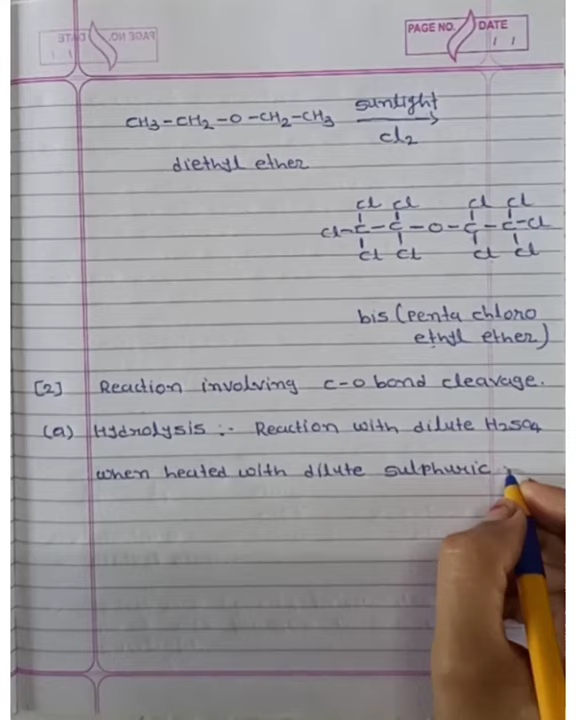 PAGE NO. DATE
/ /
CH3-CH2-O-CH2-CH3 sunlight
Cl2
diethyl ether
Cl Cl Cl Cl
Cl-C-C-O-C-C-Cl
Cl Cl Cl Cl
bis (penta chloro
ethyl ether)
[2] Reaction involving C-O bond cleavage.
(a) Hydrolysis :- Reaction with dilute H2SO4
when heated with dilute sulphuric